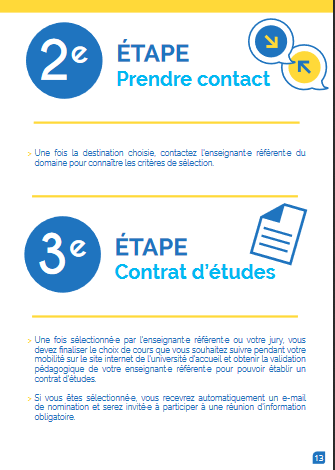 2e
ÉTAPE
Prendre contact
> Une fois la destination choisie, contactez l'enseignant·e référent·e du
domaine pour connaître les critères de sélection.
3e
ÉTAPE
Contrat d'études
> Une fois sélectionné·e par l'enseignant·e référent·e ou votre jury, vous
devez finaliser le choix de cours que vous souhaitez suivre pendant votre
mobilité sur le site internet de l'université d'accueil et obtenir la validation
pédagogique de votre enseignant·e référent·e pour pouvoir établir un
contrat d'études.
> Si vous êtes sélectionné·e, vous recevrez automatiquement un e-mail
de nomination et serez invité·e à participer à une réunion d'information
obligatoire.
13